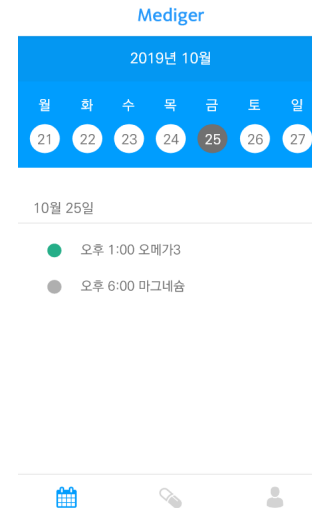 Mediger
2019년 10월
월 화 수 목 금 토 일
21 22 23 24 25 26 27
10월 25일
오후 1:00 오메가3
오후 6:00 마그네슘